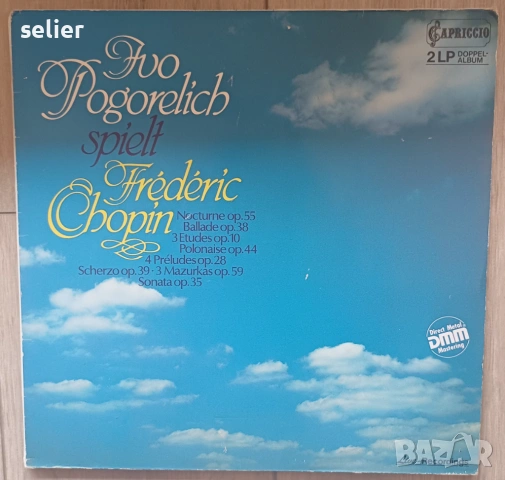 selier
CAPRICCIO
2 LP DOPPEL-
ALBUM
Ivo
Pogorelich
spielt
Frédéric
Chopin
Nocturne op.55
Ballade op.38
3 Etudes op.10
Polonaise op.44
4 Préludes op.28
Scherzo op.39 · 3 Mazurkas op.59
Sonata op.35
Direct Metal
DMM
Mastering
BAZAR
Recordings